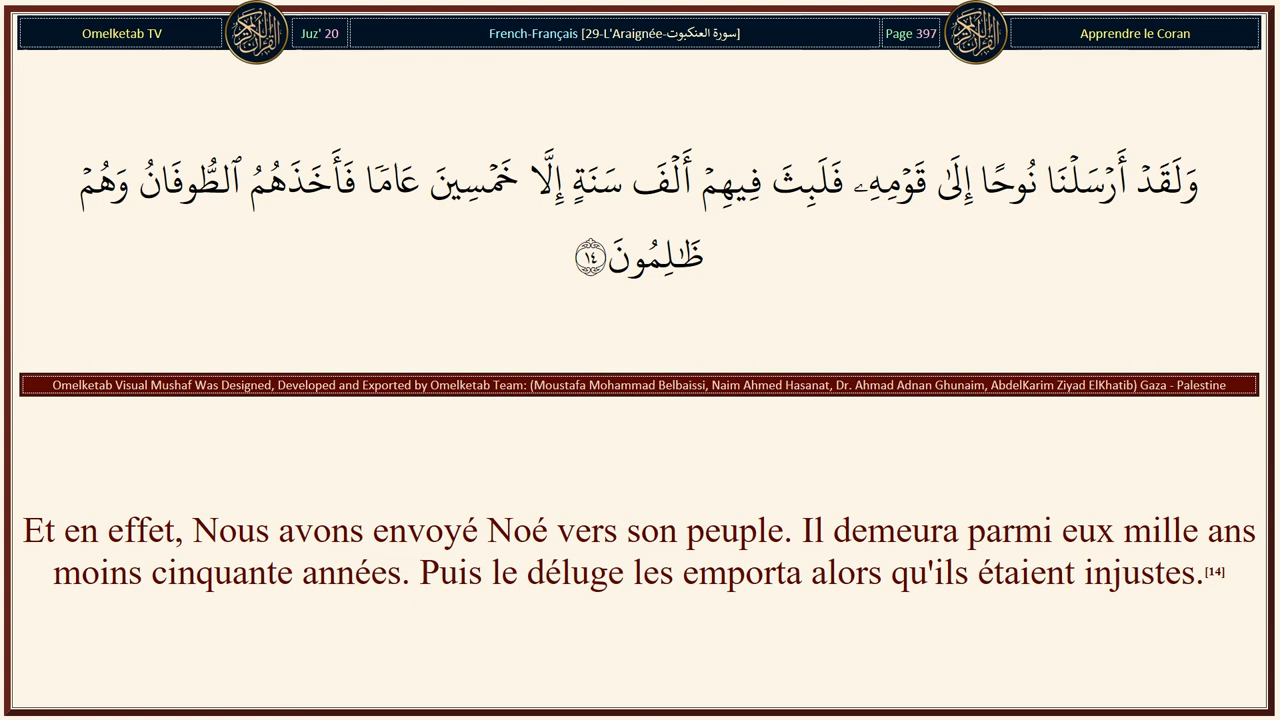 Omelketab TV
Juz' 20
French-Français [29-L'Araignée-سورة العنكبوت]
Page 397
Apprendre le Coran
وَلَقَدۡ أَرۡسَلۡنَا نُوحًا إِلَىٰ قَوۡمِهِۦ فَلَبِثَ فِيهِمۡ أَلۡفَ سَنَةٍ إِلَّا خَمۡسِينَ عَامٗا فَأَخَذَهُمُ ٱلطُّوفَانُ وَهُمۡ
ظَٰلِمُونَ ١٤
Omelketab Visual Mushaf Was Designed, Developed and Exported by Omelketab Team: (Moustafa Mohammad Belbaissi, Naim Ahmed Hasanat, Dr. Ahmad Adnan Ghunaim, AbdelKarim Ziyad ElKhatib) Gaza - Palestine
Et en effet, Nous avons envoyé Noé vers son peuple. Il demeura parmi eux mille ans
moins cinquante années. Puis le déluge les emporta alors qu'ils étaient injustes.[14]